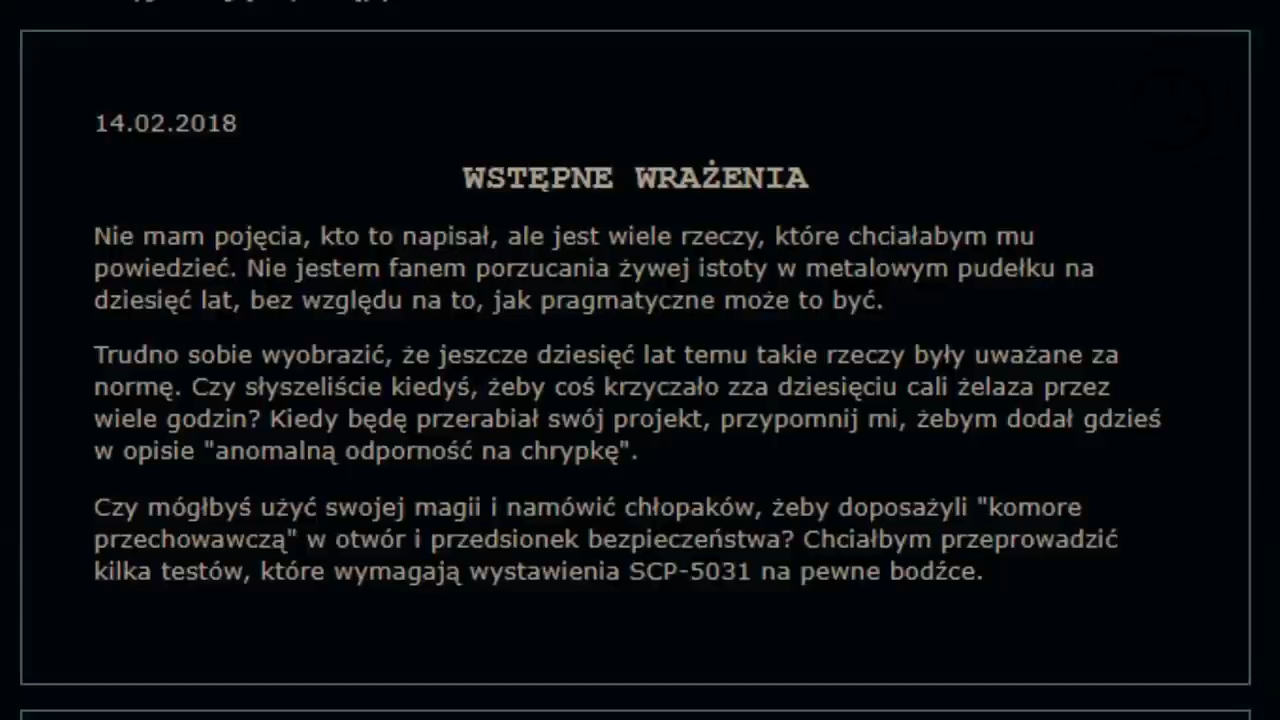 14.02.2018
WSTĘPNE WRAŻENIA
Nie mam pojęcia, kto to napisał, ale jest wiele rzeczy, które chciałabym mu
powiedzieć. Nie jestem fanem porzucania żywej istoty w metalowym pudełku na
dziesięć lat, bez względu na to, jak pragmatyczne może to być.
Trudno sobie wyobrazić, że jeszcze dziesięć lat temu takie rzeczy były uważane za
normę. Czy słyszeliście kiedyś, żeby coś krzyczało zza dziesięciu cali żelaza przez
wiele godzin? Kiedy będę przerabiał swój projekt, przypomnij mi, żebym dodał gdzieś
w opisie "anomalną odporność na chrypkę".
Czy mógłbyś użyć swojej magii i namówić chłopaków, żeby doposażyli "komore
przechowawczą" w otwór i przedsionek bezpieczeństwa? Chciałbym przeprowadzić
kilka testów, które wymagają wystawienia SCP-5031 na pewne bodźce.